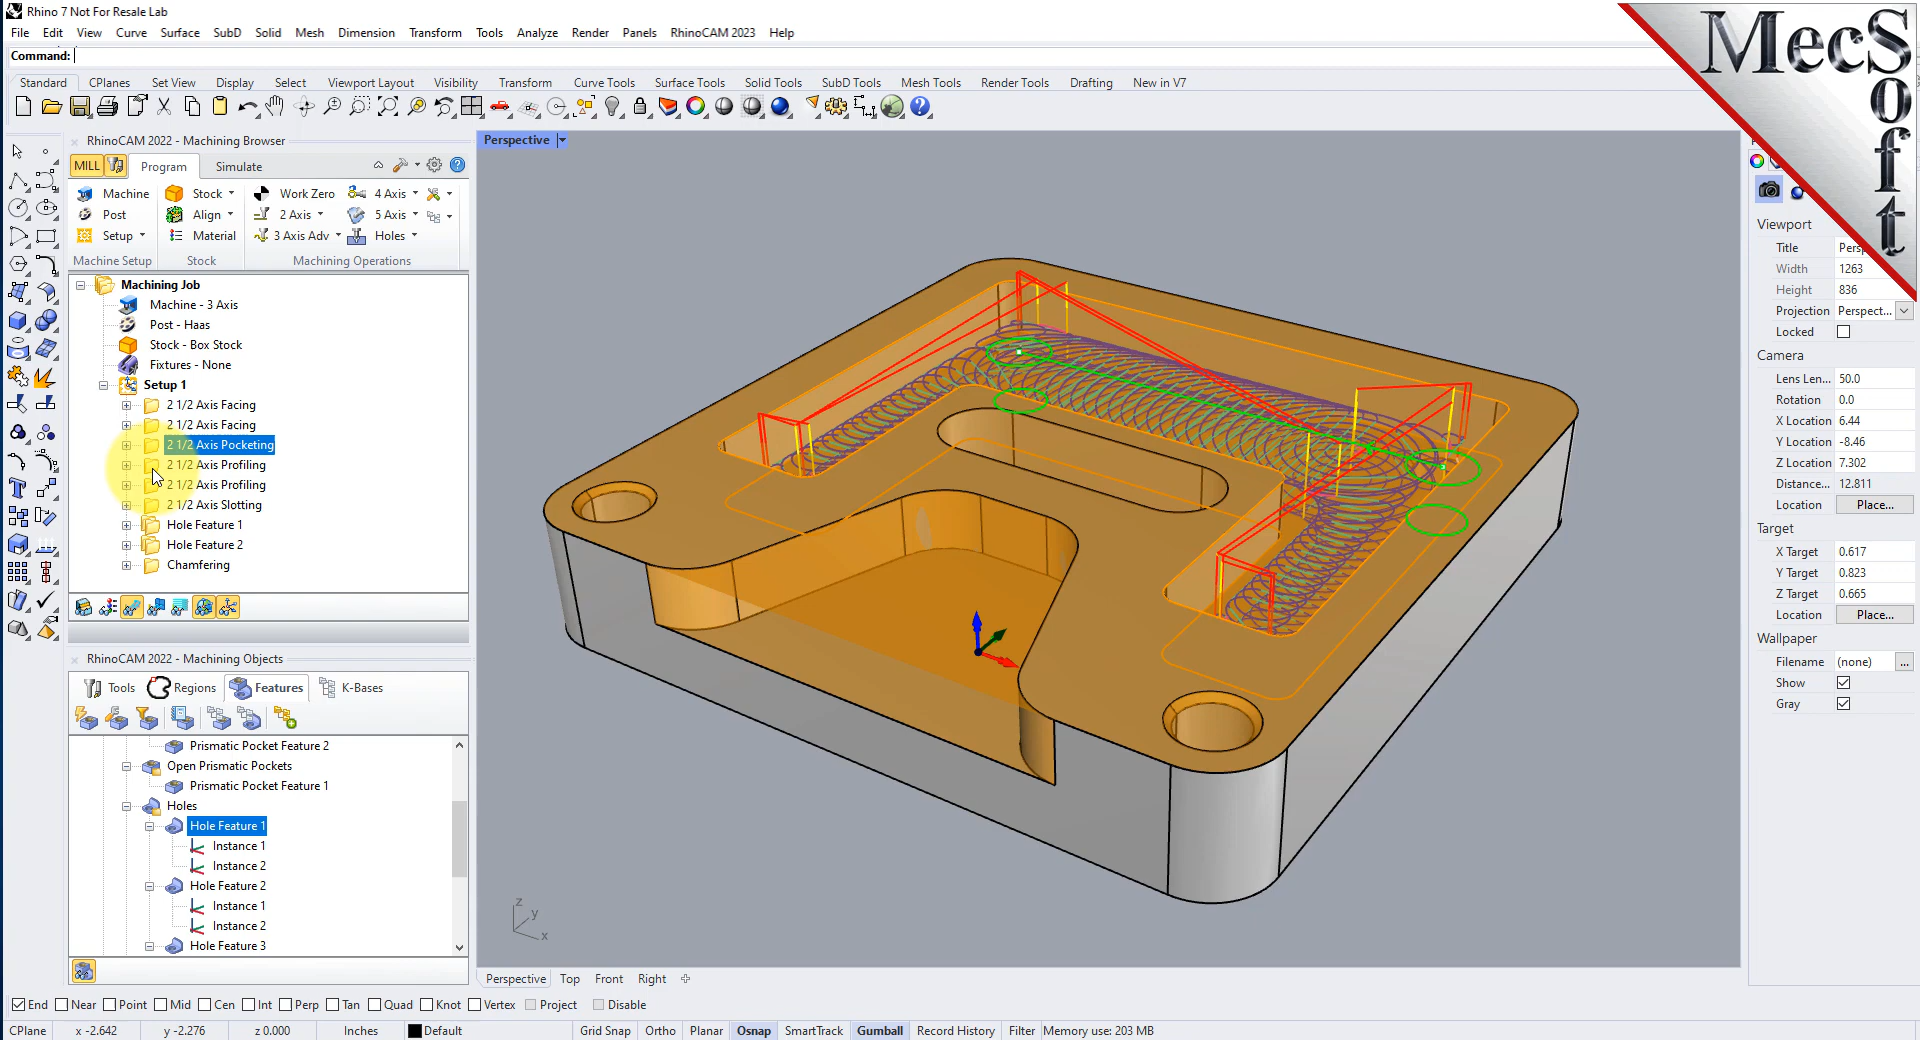 Rhino 7 Not For Resale Lab
File Edit View Curve Surface SubD Solid Mesh Dimension Transform Tools Analyze Render Panels RhinoCAM 2023 Help
Command:
Standard CPlanes Set View Display Select Viewport Layout Visibility Transform Curve Tools Surface Tools Solid Tools SubD Tools Mesh Tools Render Tools Drafting New in V7
MecSoft
RhinoCAM 2022 - Machining Browser
MILL Program Simulate
Machine Stock Work Zero 4 Axis
Post Align 2 Axis 5 Axis
Setup Material 3 Axis Adv Holes
Machine Setup Stock Machining Operations
Machining Job
Machine - 3 Axis
Post - Haas
Stock - Box Stock
Fixtures - None
Setup 1
2 1/2 Axis Facing
2 1/2 Axis Facing
2 1/2 Axis Pocketing
2 1/2 Axis Profiling
2 1/2 Axis Profiling
2 1/2 Axis Slotting
Hole Feature 1
Hole Feature 2
Chamfering
RhinoCAM 2022 - Machining Objects
Tools Regions Features K-Bases
Prismatic Pocket Feature 2
Open Prismatic Pockets
Prismatic Pocket Feature 1
Holes
Hole Feature 1
Instance 1
Instance 2
Hole Feature 2
Instance 1
Instance 2
Hole Feature 3
Perspective
z
y
x
Perspective Top Front Right
Viewport
Title
Width 1263
Height 836
Projection Perspect...
Locked
Camera
Lens Len... 50.0
Rotation 0.0
X Location 6.44
Y Location -8.46
Z Location 7.302
Distance... 12.811
Location Place...
Target
X Target 0.617
Y Target 0.823
Z Target 0.665
Location Place...
Wallpaper
Filename (none) ...
Show
Gray
End Near Point Mid Cen Int Perp Tan Quad Knot Vertex Project Disable
CPlane x -2.642 y -2.276 z 0.000 Inches Default Grid Snap Ortho Planar Osnap SmartTrack Gumball Record History Filter Memory use: 203 MB